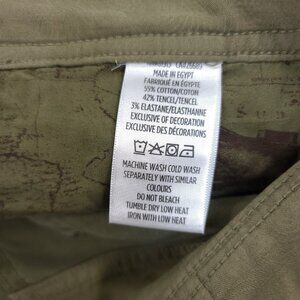 MADE IN EGYPT
FABRIQUÉ EN ÉGYPTE
55% COTTON/COTON
42% TENCEL/TENCEL
3% ELASTANE/ELASTHANNE
EXCLUSIVE OF DECORATION
EXCLUSIVE DES DÉCORATIONS
MACHINE WASH COLD WASH
SEPARATELY WITH SIMILAR
COLOURS
DO NOT BLEACH
TUMBLE DRY LOW HEAT
IRON WITH LOW HEAT